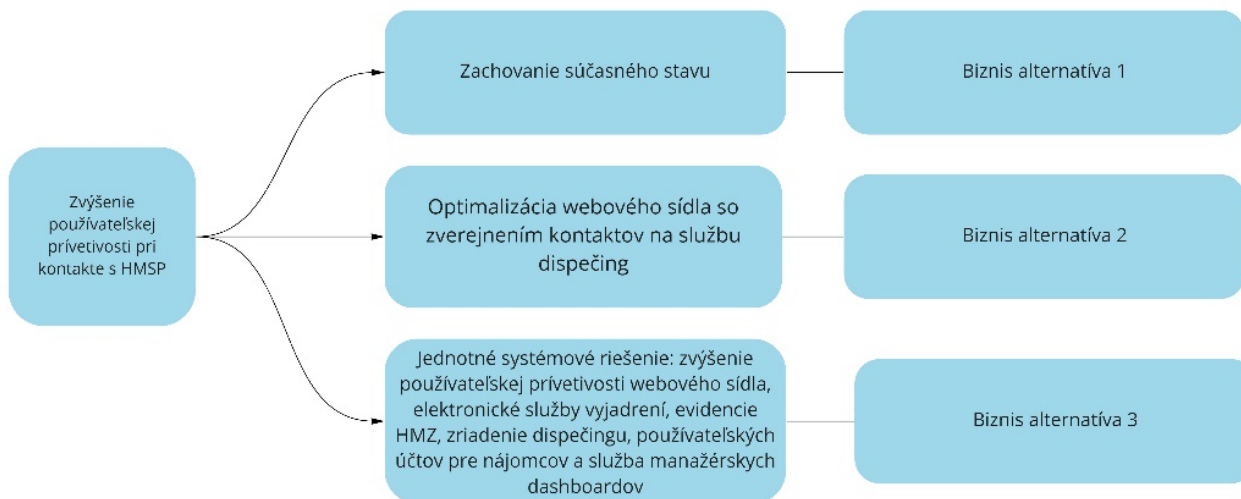 Zvýšenie
používateľskej
prívetivosti pri
kontakte s HMSP
Zachovanie súčasného stavu
Biznis alternatíva 1
Optimalizácia webového sídla so
zverejnením kontaktov na službu
dispečing
Biznis alternatíva 2
Jednotné systémové riešenie: zvýšenie
používateľskej prívetivosti webového sídla,
elektronické služby vyjadrení, evidencie
HMZ, zriadenie dispečingu, používateľských
účtov pre nájomcov a služba manažérskych
dashboardov
Biznis alternatíva 3